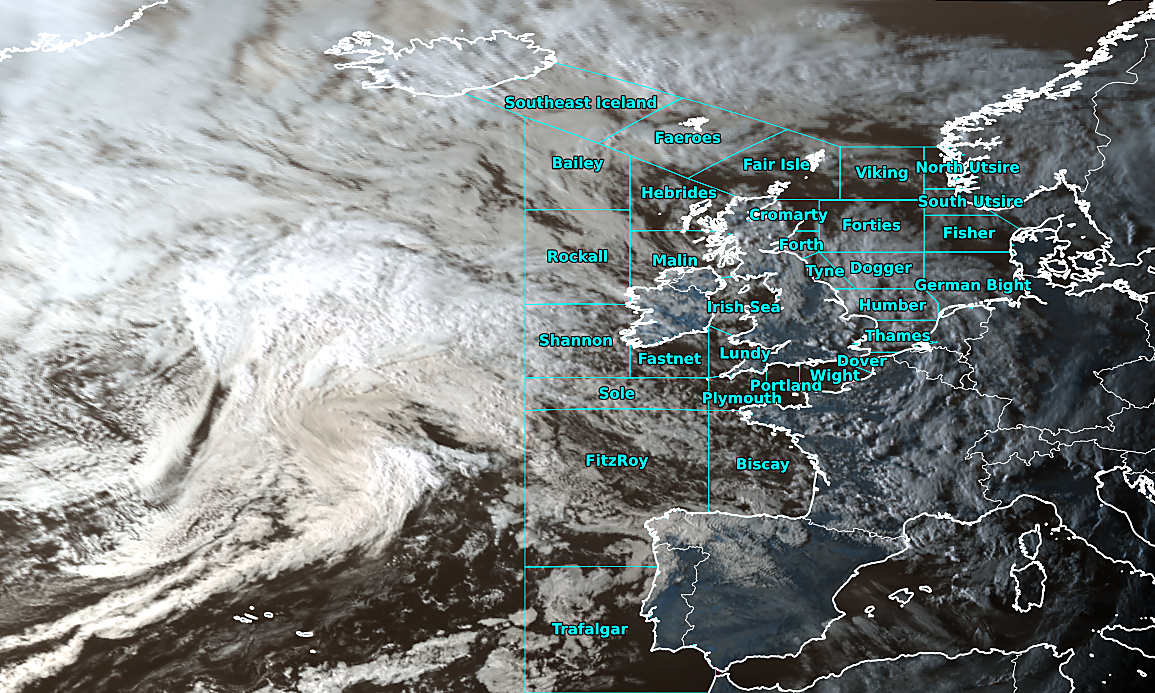 Southeast Iceland
Faeroes
Bailey
Fair Isle
North Utsire
Viking
Hebrides
South Utsire
Cromarty
Forties
Fisher
Forth
Rockall
Malin
Tyne
Dogger
German Bight
Irish Sea
Humber
Thames
Shannon
Lundy
Fastnet
Dover
Wight
Portland
Sole
Plymouth
FitzRoy
Biscay
Trafalgar